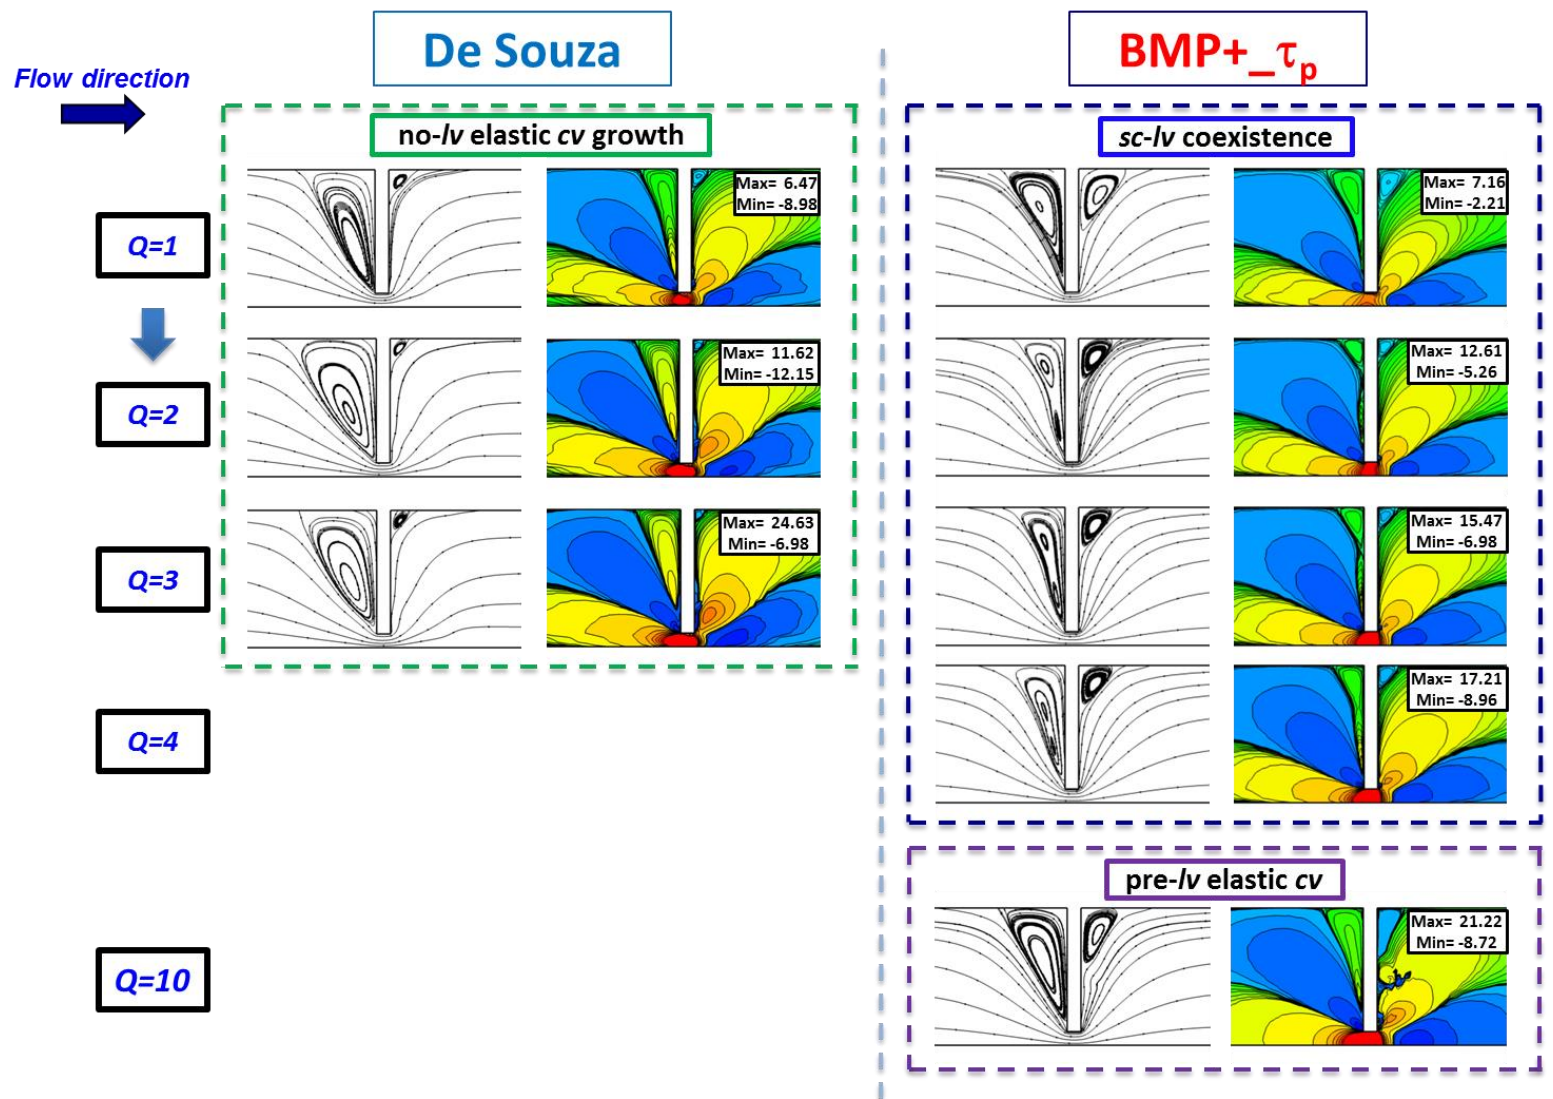 De Souza
BMP+_τp
Flow direction
no-lv elastic cv growth
sc-lv coexistence
Q=1
Max= 6.47
Min= -8.98
Max= 7.16
Min= -2.21
Q=2
Max= 11.62
Min= -12.15
Max= 12.61
Min= -5.26
Q=3
Max= 24.63
Min= -6.98
Max= 15.47
Min= -6.98
Q=4
Max= 17.21
Min= -8.96
pre-lv elastic cv
Q=10
Max= 21.22
Min= -8.72